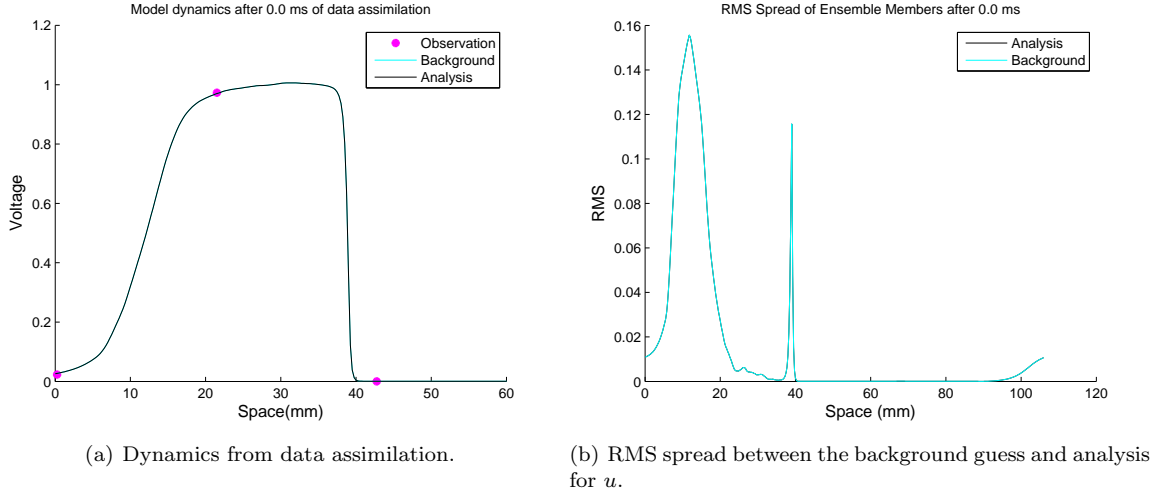 Model dynamics after 0.0 ms of data assimilation
1.2
1
0.8
0.6
0.4
0.2
0
Voltage
Observation
Background
Analysis
0 10 20 30 40 50 60
Space(mm)
(a) Dynamics from data assimilation.
RMS Spread of Ensemble Members after 0.0 ms
0.16
0.14
0.12
0.1
0.08
0.06
0.04
0.02
0
RMS
Analysis
Background
0 20 40 60 80 100 120
Space (mm)
(b) RMS spread between the background guess and analysis
for u.